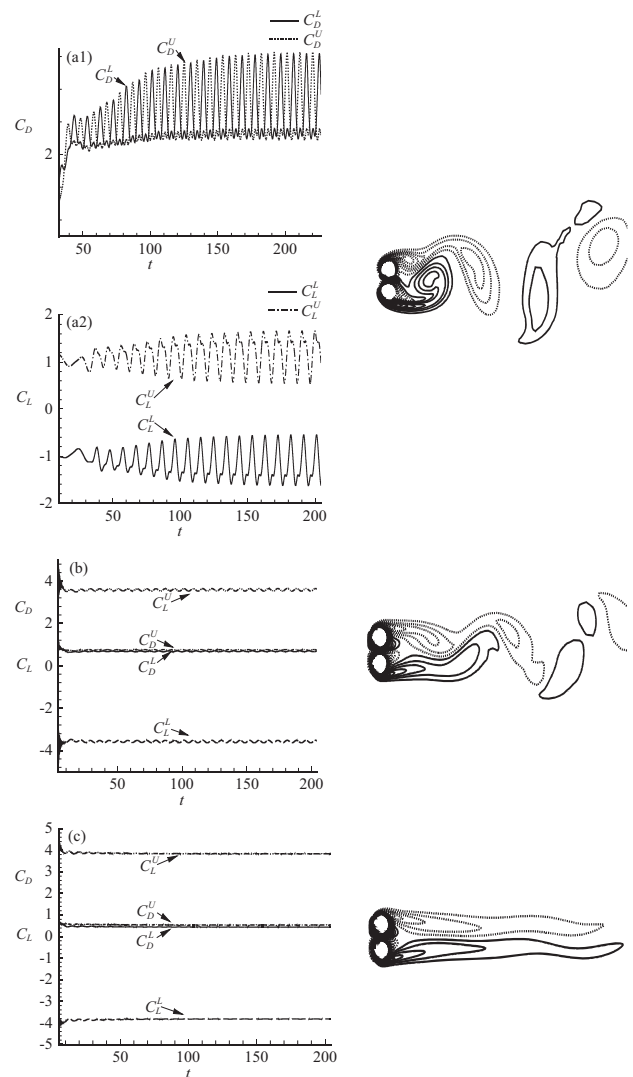 (a1)
C_D^L
C_D^U
C_D^U
C_D^L
C_D
2
50 100 150 200
t
C_L^L
C_L^U
(a2)
2
1
C_L^U
C_L
0
C_L^L
-1
-2
50 100 150 200
t
(b)
4
C_L^U
C_D
2
C_D^U
C_L
0
C_D^L
C_L^L
-4
50 100 150 200
t
(c)
5
4
C_L^U
3
C_D
2
C_D^U
1
C_L
0
C_D^L
-1
-2
-3
C_L^L
-4
-5
50 100 150 200
t